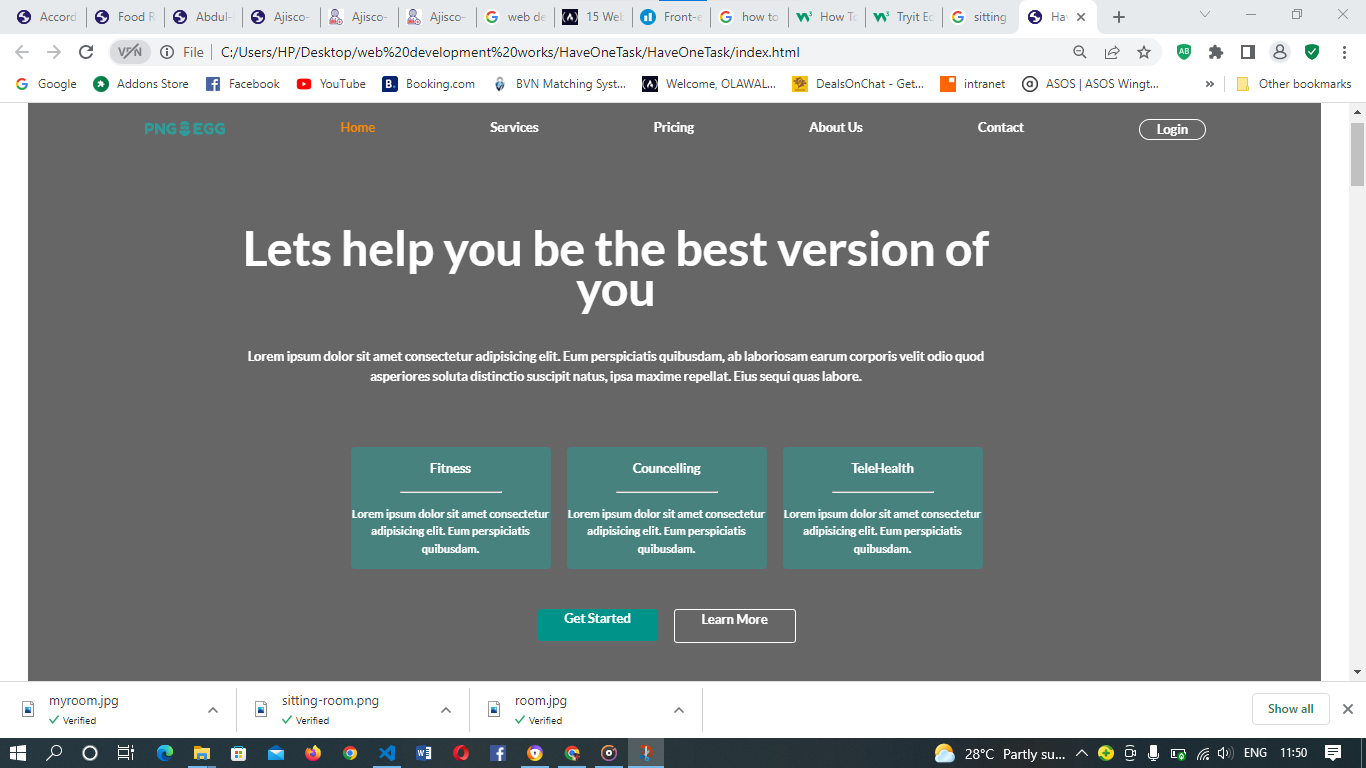 Accord
Food R
Abdul-
Ajisco-
Ajisco-
Ajisco-
web de
15 Web
Front-e
how to
How To
Tryit Ed
sitting
Hav
VPN
File
C:/Users/HP/Desktop/web%20development%20works/HaveOneTask/HaveOneTask/index.html
Google
Addons Store
Facebook
YouTube
Booking.com
BVN Matching Syst...
Welcome, OLAWAL...
DealsOnChat - Get...
intranet
ASOS | ASOS Wingt...
Other bookmarks
PNG EGG
Home
Services
Pricing
About Us
Contact
Login
Lets help you be the best version of
you
Lorem ipsum dolor sit amet consectetur adipisicing elit. Eum perspiciatis quibusdam, ab laboriosam earum corporis velit odio quod
asperiores soluta distinctio suscipit natus, ipsa maxime repellat. Eius sequi quas labore.
Fitness
Lorem ipsum dolor sit amet consectetur
adipisicing elit. Eum perspiciatis
quibusdam.
Councelling
Lorem ipsum dolor sit amet consectetur
adipisicing elit. Eum perspiciatis
quibusdam.
TeleHealth
Lorem ipsum dolor sit amet consectetur
adipisicing elit. Eum perspiciatis
quibusdam.
Get Started
Learn More
myroom.jpg
Verified
sitting-room.png
Verified
room.jpg
Verified
Show all
28°C Partly su...
ENG
11:50